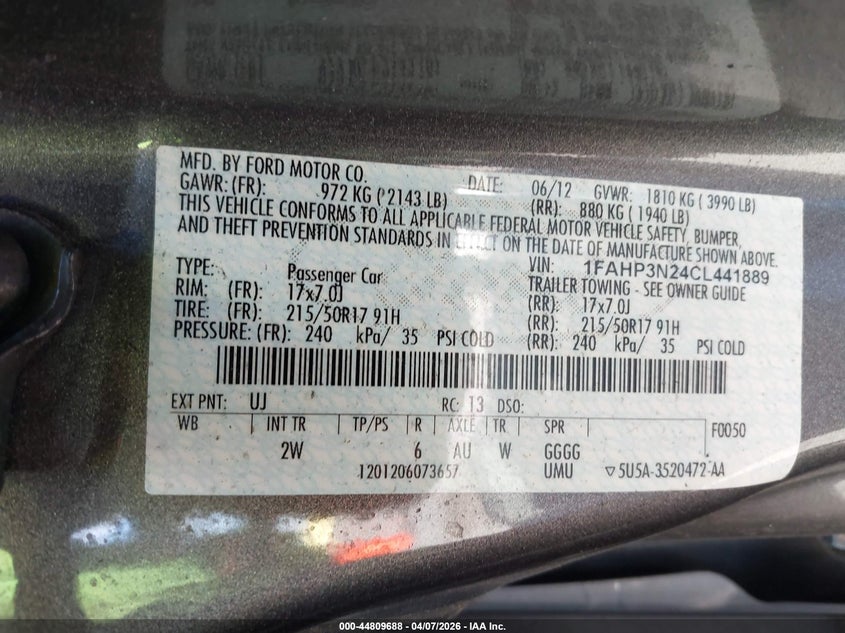 MFD. BY FORD MOTOR CO. DATE: 06/12 GVWR: 1810 KG ( 3990 LB)
GAWR: (FR): 972 KG ( 2143 LB) (RR): 880 KG ( 1940 LB)
THIS VEHICLE CONFORMS TO ALL APPLICABLE FEDERAL MOTOR VEHICLE SAFETY, BUMPER,
AND THEFT PREVENTION STANDARDS IN EFFECT ON THE DATE OF MANUFACTURE SHOWN ABOVE.
VIN: 1FAHP3N24CL441889
TYPE: Passenger Car TRAILER TOWING - SEE OWNER GUIDE
RIM: (FR): 17x7.0J (RR): 17x7.0J
TIRE: (FR): 215/50R17 91H (RR): 215/50R17 91H
PRESSURE: (FR): 240 kPa/ 35 PSI COLD (RR): 240 kPa/ 35 PSI COLD
EXT PNT: UJ RC: 13 DSO:
WB INT TR TP/PS R AXLE TR SPR F0050
2W 6 AU W GGGG
1201206073657 UMU ▽5U5A-3520472-AA
000-44809688 - 04/07/2026 - IAA Inc.